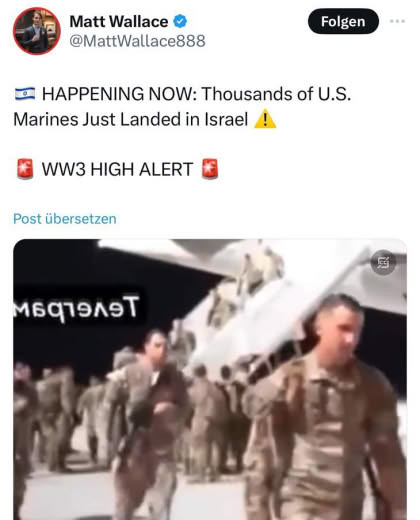 Matt Wallace
@MattWallace888
Folgen
🇮🇱 HAPPENING NOW: Thousands of U.S.
Marines Just Landed in Israel ⚠️
🚨 WW3 HIGH ALERT 🚨
Post übersetzen
Телеграм